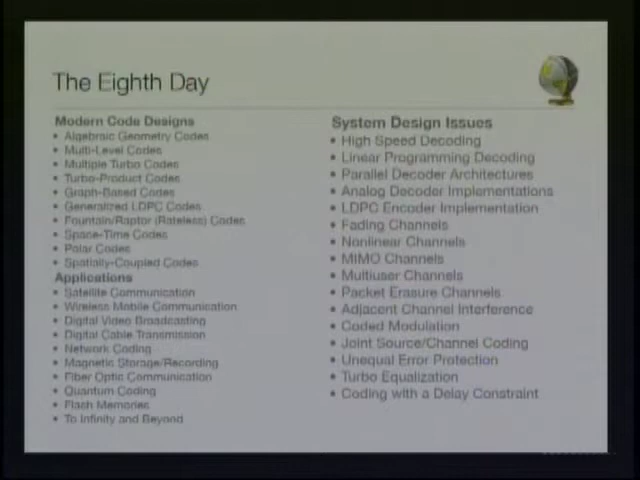 The Eighth Day
Modern Code Designs
• Algebraic Geometry Codes
• Multi-Level Codes
• Multiple Turbo Codes
• Turbo-Product Codes
• Graph-Based Codes
• Generalized LDPC Codes
• Fountain/Raptor (Rateless) Codes
• Space-Time Codes
• Polar Codes
• Spatially-Coupled Codes
Applications
• Satellite Communication
• Wireless Mobile Communication
• Digital Video Broadcasting
• Digital Cable Transmission
• Network Coding
• Magnetic Storage/Recording
• Fiber Optic Communication
• Quantum Coding
• Flash Memories
• To Infinity and Beyond
System Design Issues
• High Speed Decoding
• Linear Programming Decoding
• Parallel Decoder Architectures
• Analog Decoder Implementations
• LDPC Encoder Implementation
• Fading Channels
• Nonlinear Channels
• MIMO Channels
• Multiuser Channels
• Packet Erasure Channels
• Adjacent Channel Interference
• Coded Modulation
• Joint Source/Channel Coding
• Unequal Error Protection
• Turbo Equalization
• Coding with a Delay Constraint